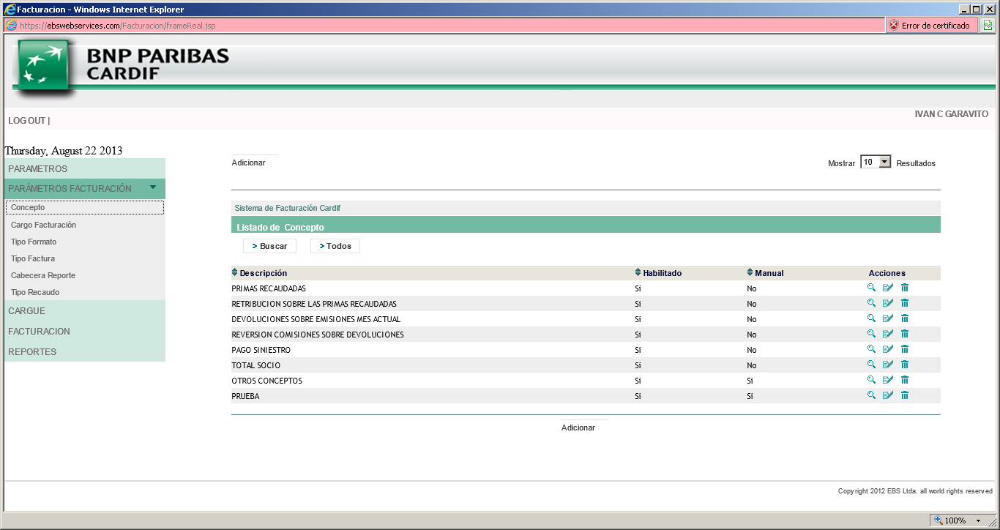 Facturacion - Windows Internet Explorer
https://ebswebservices.com/Facturacion/frameReal.jsp
Error de certificado
BNP PARIBAS
CARDIF
LOG OUT |
IVAN C GARAVITO
Thursday, August 22 2013
PARAMETROS
PARÁMETROS FACTURACIÓN
Concepto
Cargo Facturación
Tipo Formato
Tipo Factura
Cabecera Reporte
Tipo Recaudo
CARGUE
FACTURACION
REPORTES
Adicionar
Mostrar 10 Resultados
Sistema de Facturación Cardif
Listado de Concepto
> Buscar > Todos
Descripción Habilitado Manual Acciones
PRIMAS RECAUDADAS Si No
RETRIBUCION SOBRE LAS PRIMAS RECAUDADAS Si No
DEVOLUCIONES SOBRE EMISIONES MES ACTUAL Si No
REVERSION COMISIONES SOBRE DEVOLUCIONES Si No
PAGO SINIESTRO Si No
TOTAL SOCIO Si No
OTROS CONCEPTOS Si Si
PRUEBA Si Si
Adicionar
Copyright 2012 EBS Ltda. all world rights reserved
100%